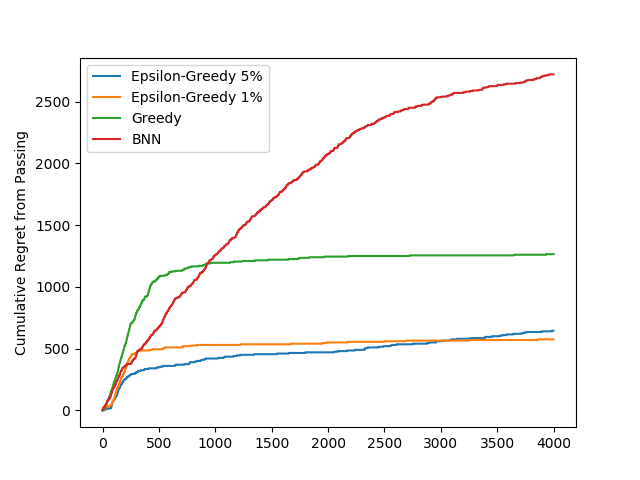 Epsilon-Greedy 5%
Epsilon-Greedy 1%
Greedy
BNN
Cumulative Regret from Passing
2500
2000
1500
1000
500
0
0 500 1000 1500 2000 2500 3000 3500 4000